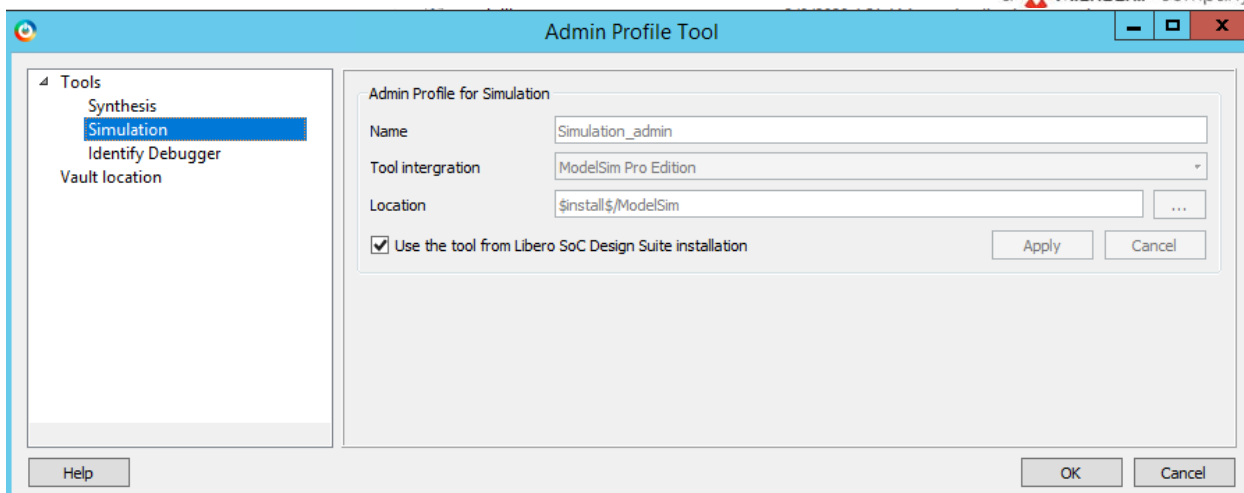 Admin Profile Tool
Tools
Synthesis
Simulation
Identify Debugger
Vault location
Admin Profile for Simulation
Name
Simulation_admin
Tool intergration
ModelSim Pro Edition
Location
$install$/ModelSim
...
Use the tool from Libero SoC Design Suite installation
Apply
Cancel
Help
OK
Cancel